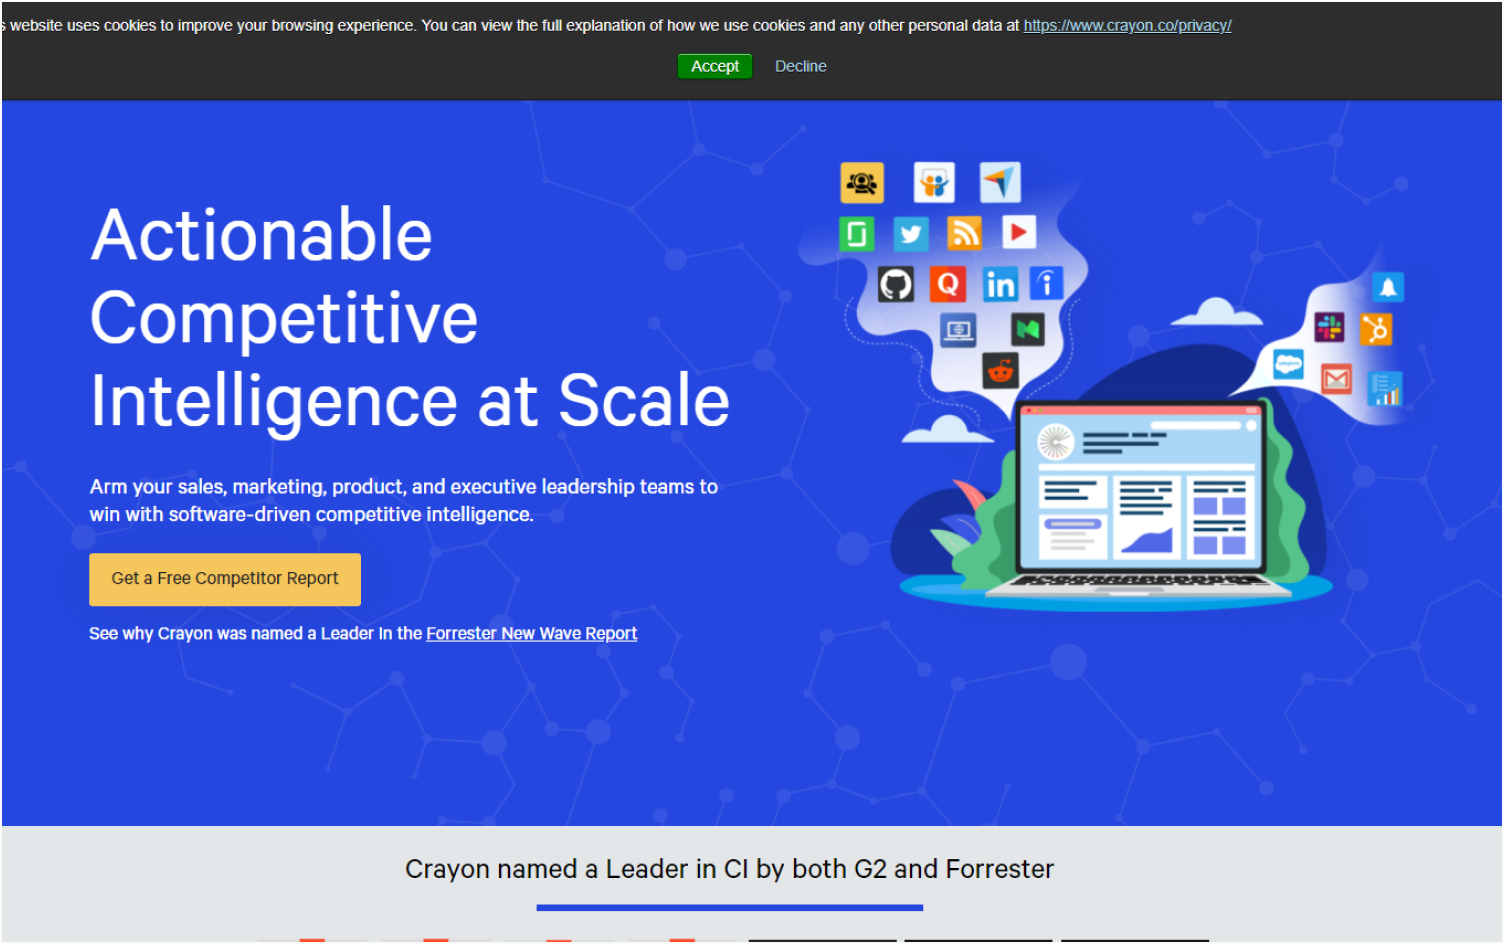 website uses cookies to improve your browsing experience. You can view the full explanation of how we use cookies and any other personal data at https://www.crayon.co/privacy/
Accept Decline
Actionable
Competitive
Intelligence at Scale
Arm your sales, marketing, product, and executive leadership teams to
win with software-driven competitive intelligence.
Get a Free Competitor Report
See why Crayon was named a Leader in the Forrester New Wave Report
Crayon named a Leader in CI by both G2 and Forrester